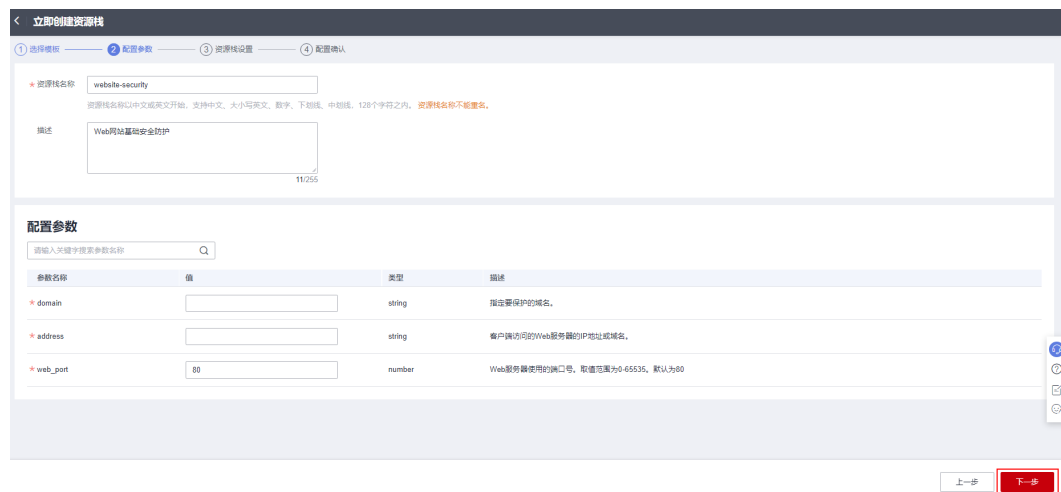 立即创建资源栈
1 选择模板 2 配置参数 3 资源栈设置 4 配置确认
* 资源栈名称 website-security
资源栈名称以中文或英文开始、支持中文、大小写英文、数字、下划线、中划线、128个字符之内。 资源栈名称不能重名。
描述 Web网站基础安全防护
11/255
配置参数
请输入关键字搜索参数名称
参数名称 值 类型 描述
* domain string 指定要保护的域名。
* address string 客户端访问的Web服务器的IP地址或域名。
* web_port 80 number Web服务器使用的端口号。取值范围为0-65535。默认为80
上一步 下一步